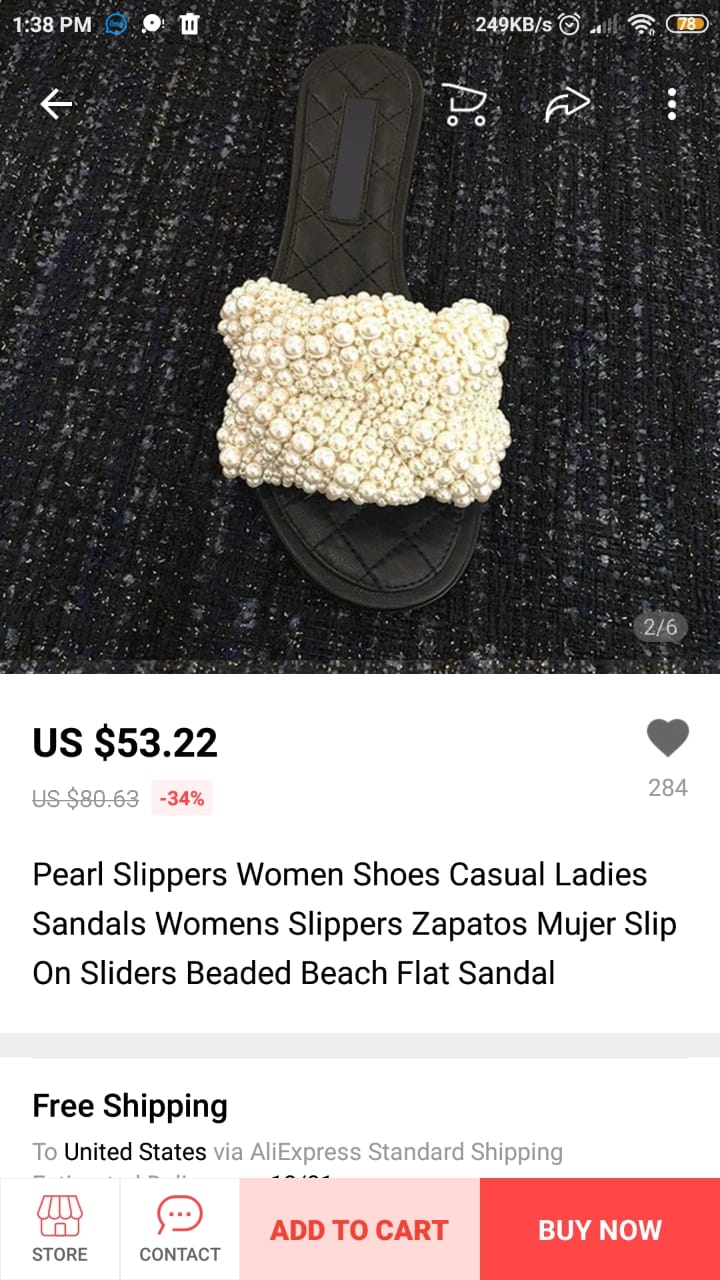 1:38 PM
249KB/s
78
2/6
US $53.22
US $80.63 -34%
284
Pearl Slippers Women Shoes Casual Ladies
Sandals Womens Slippers Zapatos Mujer Slip
On Sliders Beaded Beach Flat Sandal
Free Shipping
To United States via AliExpress Standard Shipping
STORE
CONTACT
ADD TO CART
BUY NOW